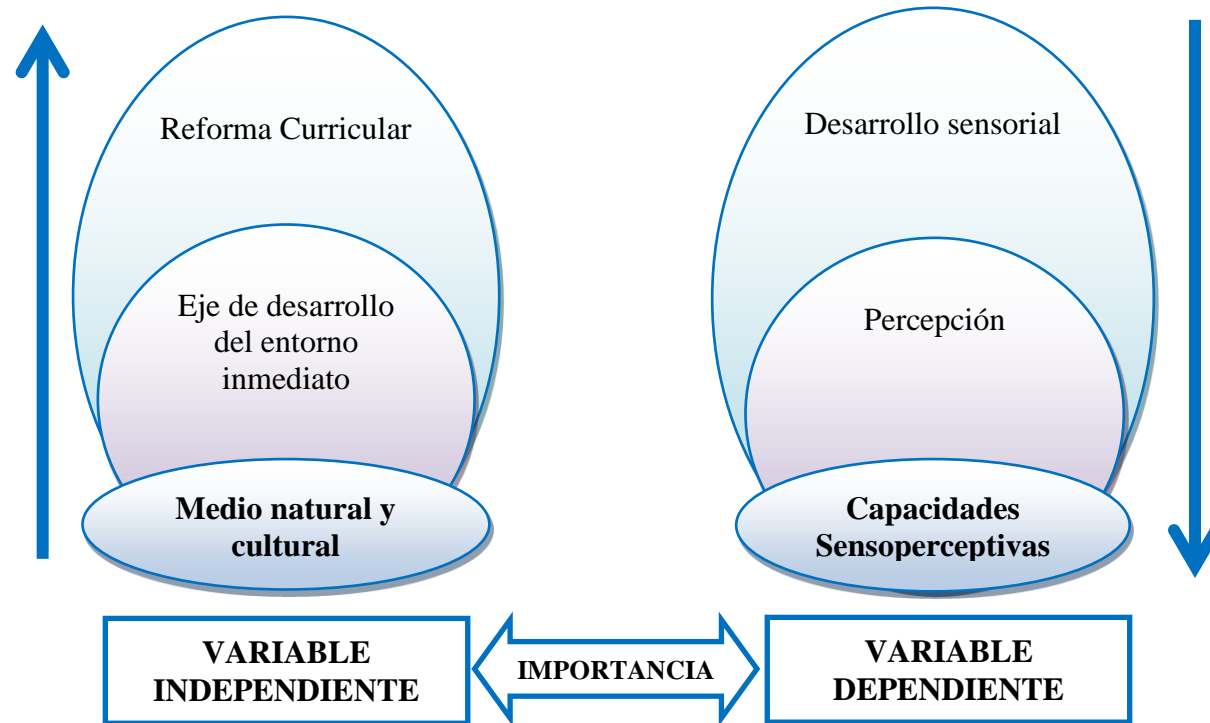 Reforma Curricular
Eje de desarrollo
del entorno
inmediato
Medio natural y
cultural
Desarrollo sensorial
Percepción
Capacidades
Sensoperceptivas
VARIABLE
INDEPENDIENTE
IMPORTANCIA
VARIABLE
DEPENDIENTE